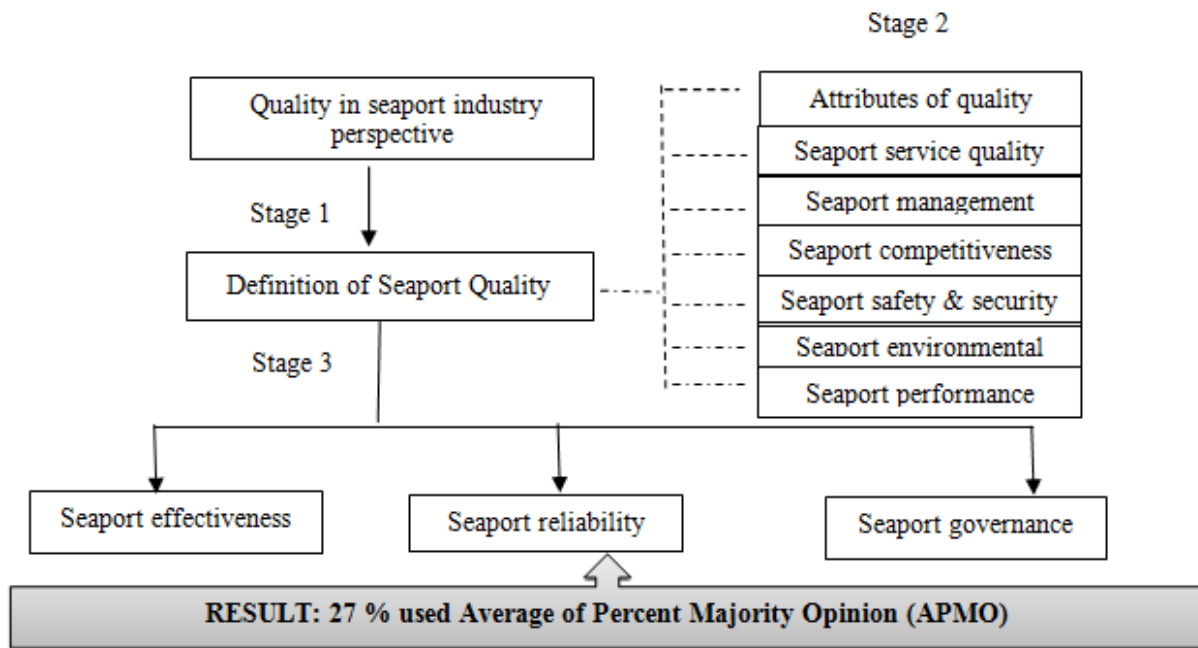 Stage 2
Quality in seaport industry
perspective
Attributes of quality
Seaport service quality
Seaport management
Seaport competitiveness
Seaport safety & security
Seaport environmental
Seaport performance
Stage 1
Definition of Seaport Quality
Stage 3
Seaport effectiveness
Seaport reliability
Seaport governance
RESULT: 27 % used Average of Percent Majority Opinion (APMO)